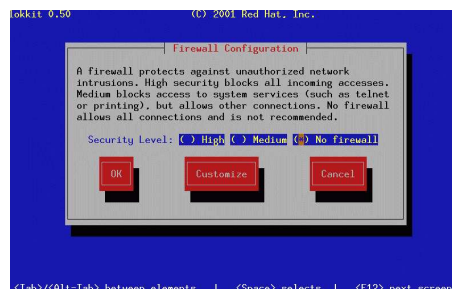 lokkit 0.50 (C) 2001 Red Hat, Inc.
Firewall Configuration
A firewall protects against unauthorized network
intrusions. High security blocks all incoming accesses.
Medium blocks access to system services (such as telnet
or printing), but allows other connections. No firewall
allows all connections and is not recommended.
Security Level: ( ) High ( ) Medium (*) No firewall
OK Customize Cancel
<Tab>/<Alt-Tab> between elements | <Space> selects | <F12> next screen